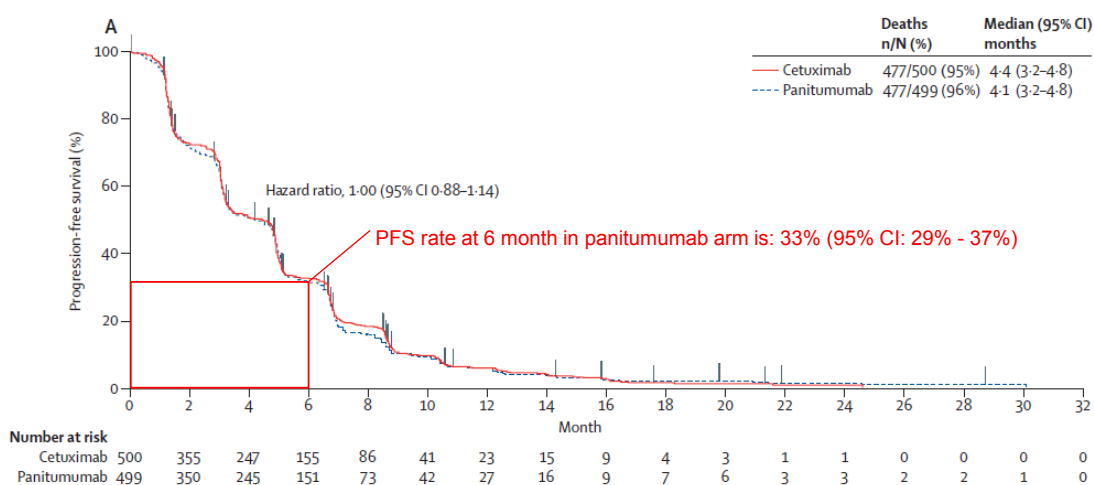 A
Deaths Median (95% CI)
n/N (%) months
Cetuximab 477/500 (95%) 4·4 (3·2–4·8)
Panitumumab 477/499 (96%) 4·1 (3·2–4·8)
Progression-free survival (%)
100
80
60
40
20
0
Hazard ratio, 1·00 (95% CI 0·88–1·14)
PFS rate at 6 month in panitumumab arm is: 33% (95% CI: 29% - 37%)
0 2 4 6 8 10 12 14 16 18 20 22 24 26 28 30 32
Month
Number at risk
Cetuximab 500 355 247 155 86 41 23 15 9 4 3 1 1 0 0 0 0
Panitumumab 499 350 245 151 73 42 27 16 9 7 6 3 3 2 2 1 0